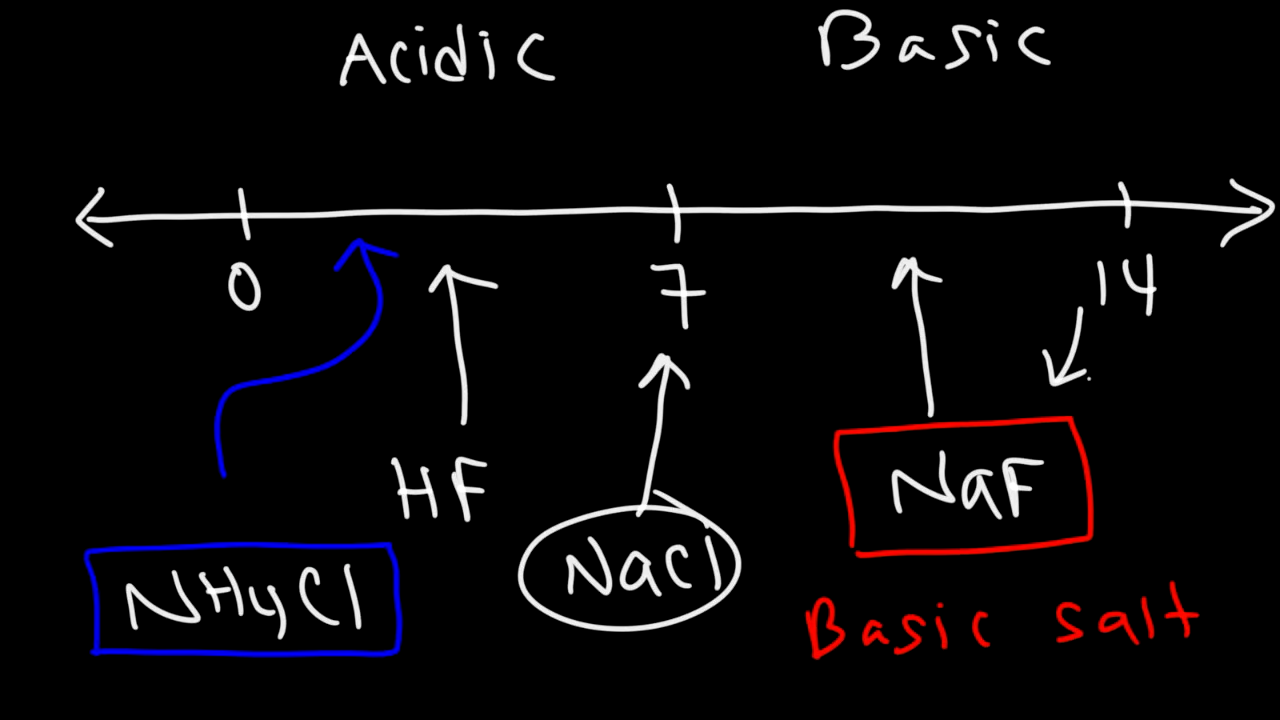 Acidic Basic
0 7 14
HF NaCl NaF
NH4Cl
Basic salt